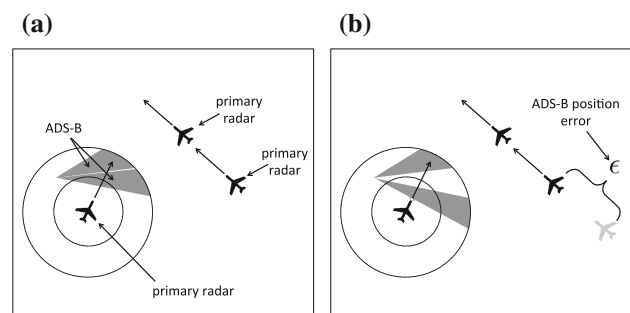 (a)
(b)
primary
radar
ADS-B
primary
radar
primary radar
ADS-B position
error
ϵ